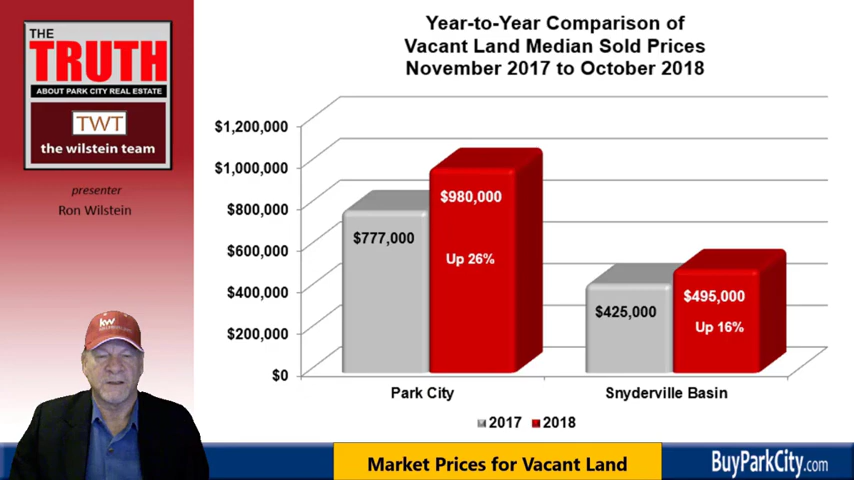 THE
TRUTH
ABOUT PARK CITY REAL ESTATE
TWT
the wilstein team
presenter
Ron Wilstein
kw
Year-to-Year Comparison of
Vacant Land Median Sold Prices
November 2017 to October 2018
$1,200,000
$1,000,000
$800,000
$600,000
$400,000
$200,000
$0
$777,000
$980,000
Up 26%
$425,000
$495,000
Up 16%
Park City
Snyderville Basin
2017
2018
Market Prices for Vacant Land
BuyParkCity.com